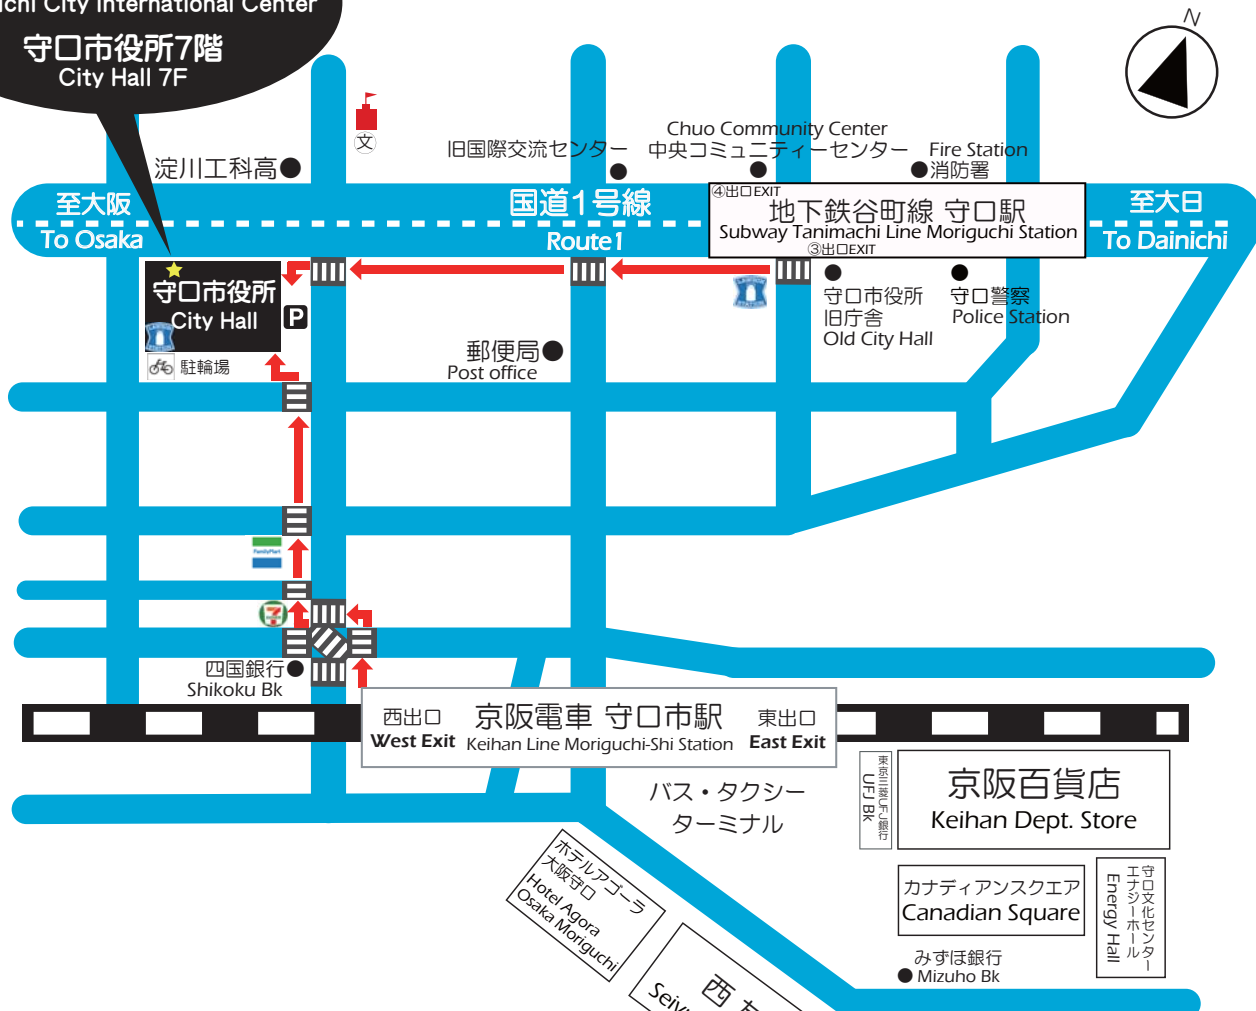 City International Center
守口市役所7階
City Hall 7F
N
文
淀川工科高
旧国際交流センター
Chuo Community Center
中央コミュニティーセンター
Fire Station
消防署
至大阪
To Osaka
国道1号線
Route1
④出口EXIT
地下鉄谷町線 守口駅
Subway Tanimachi Line Moriguchi Station
③出口EXIT
至大日
To Dainichi
守口市役所
City Hall
P
駐輪場
郵便局
Post office
守口市役所
旧庁舎
Old City Hall
守口警察
Police Station
FamilyMart
7
四国銀行
Shikoku Bk
西出口
West Exit
京阪電車 守口市駅
Keihan Line Moriguchi-Shi Station
東出口
East Exit
バス・タクシー
ターミナル
東京三菱UFJ銀行
UFJ Bk
京阪百貨店
Keihan Dept. Store
カナディアンスクエア
Canadian Square
守口文化センター
エナジーホール
Energy Hall
みずほ銀行
Mizuho Bk
ホテルアゴーラ
大阪守口
Hotel Agora
Osaka Moriguchi
西